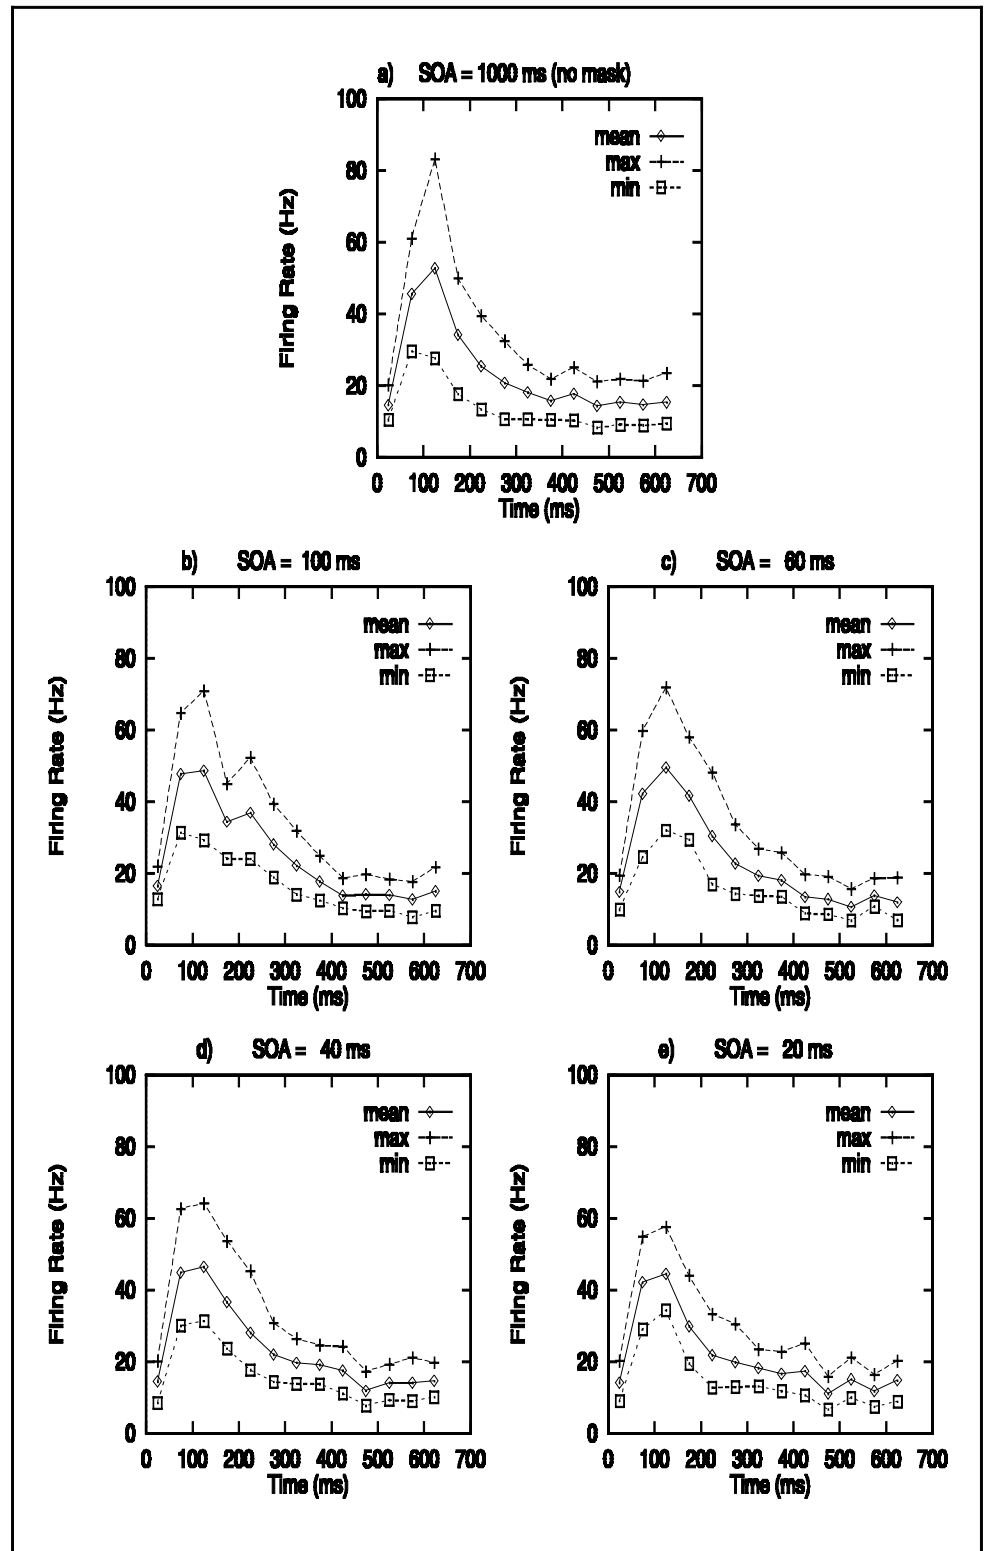 a) SOA = 1000 ms (no mask)
100
80
60
40
20
0
Firing Rate (Hz)
mean
max
min
0 100 200 300 400 500 600 700
Time (ms)
b) SOA = 100 ms
100
80
60
40
20
0
Firing Rate (Hz)
mean
max
min
0 100 200 300 400 500 600 700
Time (ms)
c) SOA = 60 ms
100
80
60
40
20
0
Firing Rate (Hz)
mean
max
min
0 100 200 300 400 500 600 700
Time (ms)
d) SOA = 40 ms
100
80
60
40
20
0
Firing Rate (Hz)
mean
max
min
0 100 200 300 400 500 600 700
Time (ms)
e) SOA = 20 ms
100
80
60
40
20
0
Firing Rate (Hz)
mean
max
min
0 100 200 300 400 500 600 700
Time (ms)